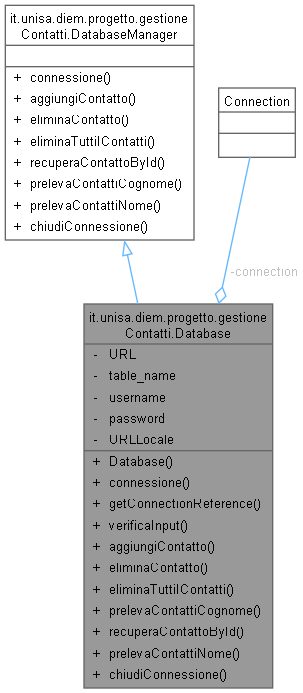 it.unisa.diem.progetto.gestione
Contatti.DatabaseManager
+ connessione()
+ aggiungiContatto()
+ eliminaContatto()
+ eliminaTuttiIContatti()
+ recuperaContattoById()
+ prelevaContattiCognome()
+ prelevaContattiNome()
+ chiudiConnessione()
Connection
-connection
it.unisa.diem.progetto.gestione
Contatti.Database
- URL
- table_name
- username
- password
- URLLocale
+ Database()
+ connessione()
+ getConnectionReference()
+ verificaInput()
+ aggiungiContatto()
+ eliminaContatto()
+ eliminaTuttiIContatti()
+ prelevaContattiCognome()
+ recuperaContattoById()
+ prelevaContattiNome()
+ chiudiConnessione()